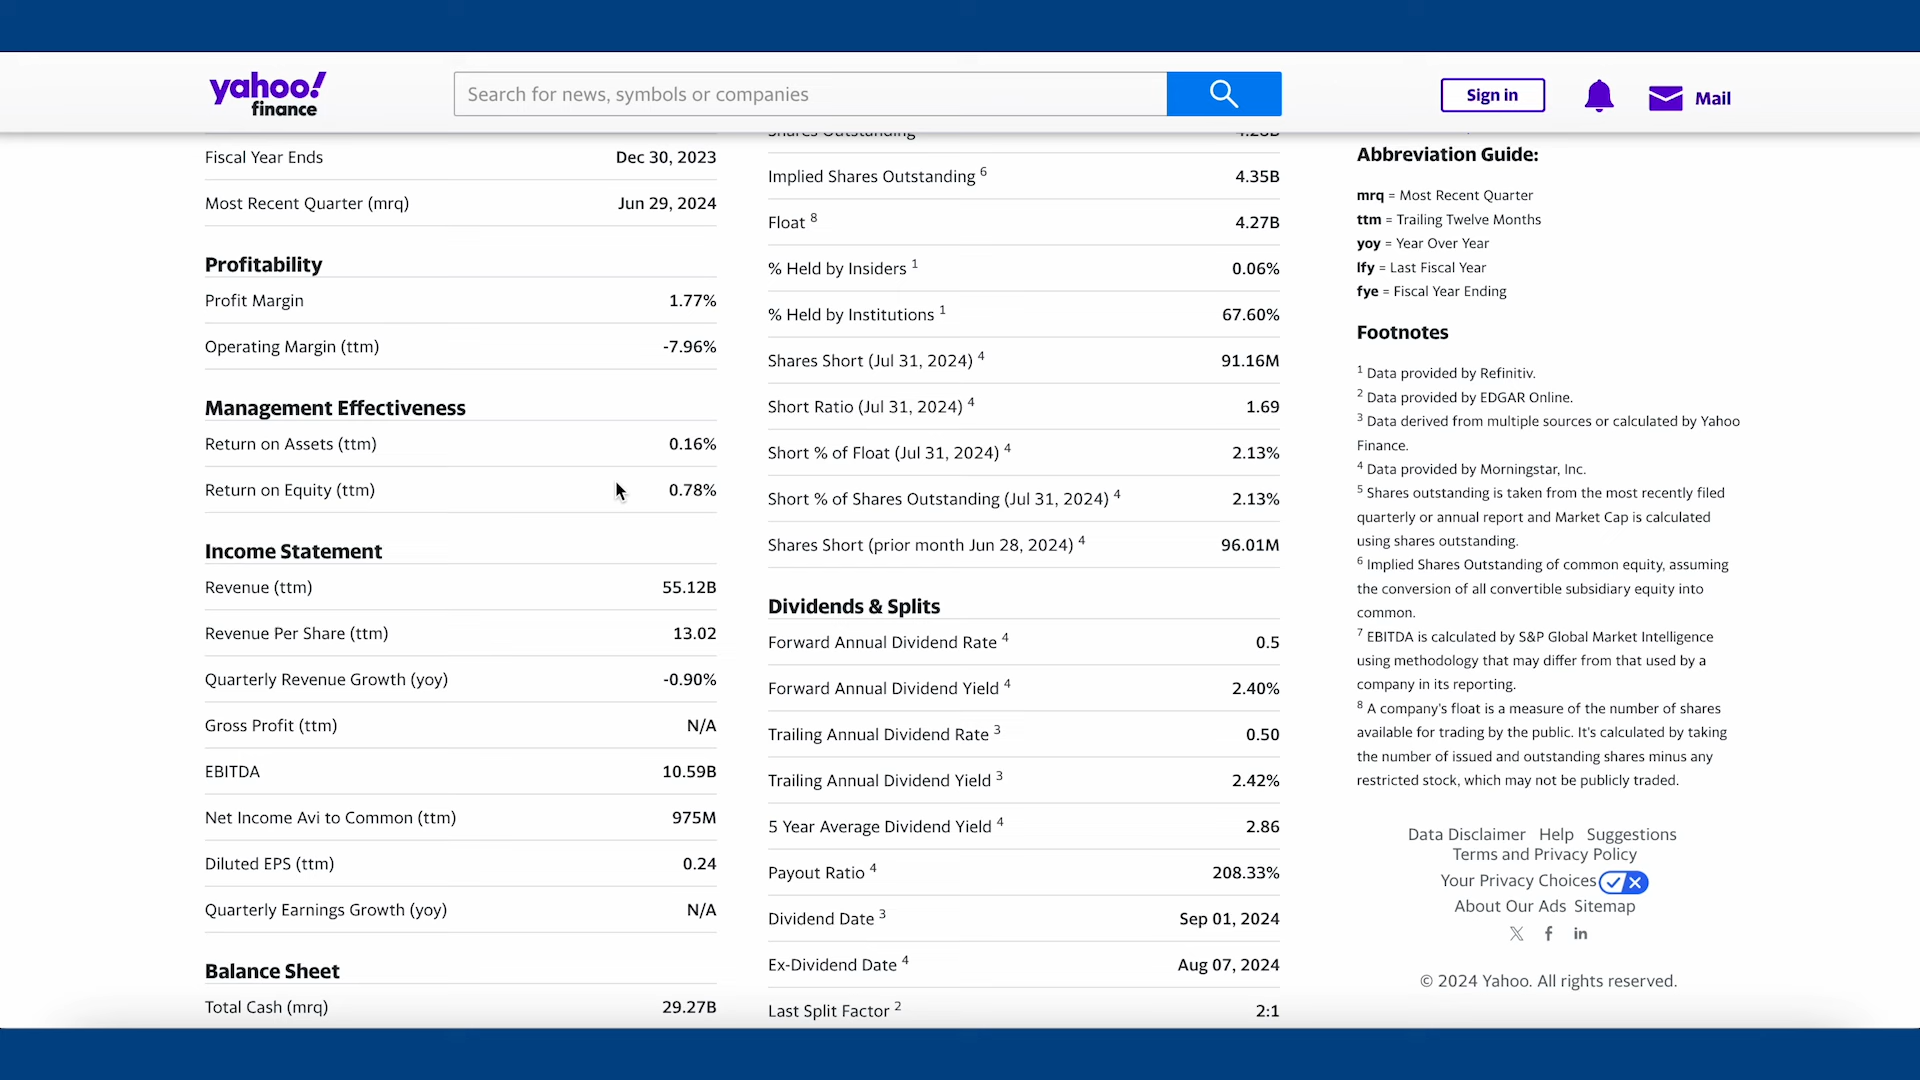 yahoo!
finance
Search for news, symbols or companies
Sign in
Mail
Fiscal Year Ends Dec 30, 2023
Most Recent Quarter (mrq) Jun 29, 2024
Profitability
Profit Margin 1.77%
Operating Margin (ttm) -7.96%
Management Effectiveness
Return on Assets (ttm) 0.16%
Return on Equity (ttm) 0.78%
Income Statement
Revenue (ttm) 55.12B
Revenue Per Share (ttm) 13.02
Quarterly Revenue Growth (yoy) -0.90%
Gross Profit (ttm) N/A
EBITDA 10.59B
Net Income Avi to Common (ttm) 975M
Diluted EPS (ttm) 0.24
Quarterly Earnings Growth (yoy) N/A
Balance Sheet
Total Cash (mrq) 29.27B
Shares Outstanding 4.28B
Implied Shares Outstanding 6 4.35B
Float 8 4.27B
% Held by Insiders 1 0.06%
% Held by Institutions 1 67.60%
Shares Short (Jul 31, 2024) 4 91.16M
Short Ratio (Jul 31, 2024) 4 1.69
Short % of Float (Jul 31, 2024) 4 2.13%
Short % of Shares Outstanding (Jul 31, 2024) 4 2.13%
Shares Short (prior month Jun 28, 2024) 4 96.01M
Dividends & Splits
Forward Annual Dividend Rate 4 0.5
Forward Annual Dividend Yield 4 2.40%
Trailing Annual Dividend Rate 3 0.50
Trailing Annual Dividend Yield 3 2.42%
5 Year Average Dividend Yield 4 2.86
Payout Ratio 4 208.33%
Dividend Date 3 Sep 01, 2024
Ex-Dividend Date 4 Aug 07, 2024
Last Split Factor 2 2:1
Abbreviation Guide:
mrq = Most Recent Quarter
ttm = Trailing Twelve Months
yoy = Year Over Year
lfy = Last Fiscal Year
fye = Fiscal Year Ending
Footnotes
1 Data provided by Refinitiv.
2 Data provided by EDGAR Online.
3 Data derived from multiple sources or calculated by Yahoo
Finance.
4 Data provided by Morningstar, Inc.
5 Shares outstanding is taken from the most recently filed
quarterly or annual report and Market Cap is calculated
using shares outstanding.
6 Implied Shares Outstanding of common equity, assuming
the conversion of all convertible subsidiary equity into
common.
7 EBITDA is calculated by S&P Global Market Intelligence
using methodology that may differ from that used by a
company in its reporting.
8 A company's float is a measure of the number of shares
available for trading by the public. It's calculated by taking
the number of issued and outstanding shares minus any
restricted stock, which may not be publicly traded.
Data Disclaimer Help Suggestions
Terms and Privacy Policy
Your Privacy Choices
About Our Ads Sitemap
© 2024 Yahoo. All rights reserved.